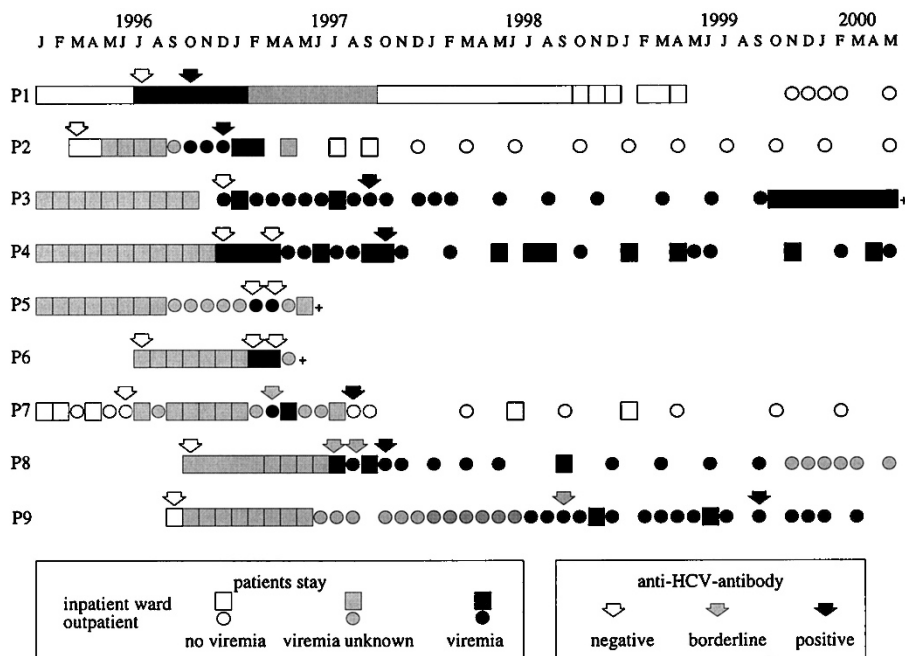 1996 1997 1998 1999 2000
J F M A M J J A S O N D J F M A M J J A S O N D J F M A M J J A S O N D J F M A M J J A S O N D J F M A M
P1
P2
P3 +
P4
P5 +
P6 +
P7
P8
P9
patients stay
inpatient ward
outpatient
no viremia viremia unknown viremia
anti-HCV-antibody
negative borderline positive